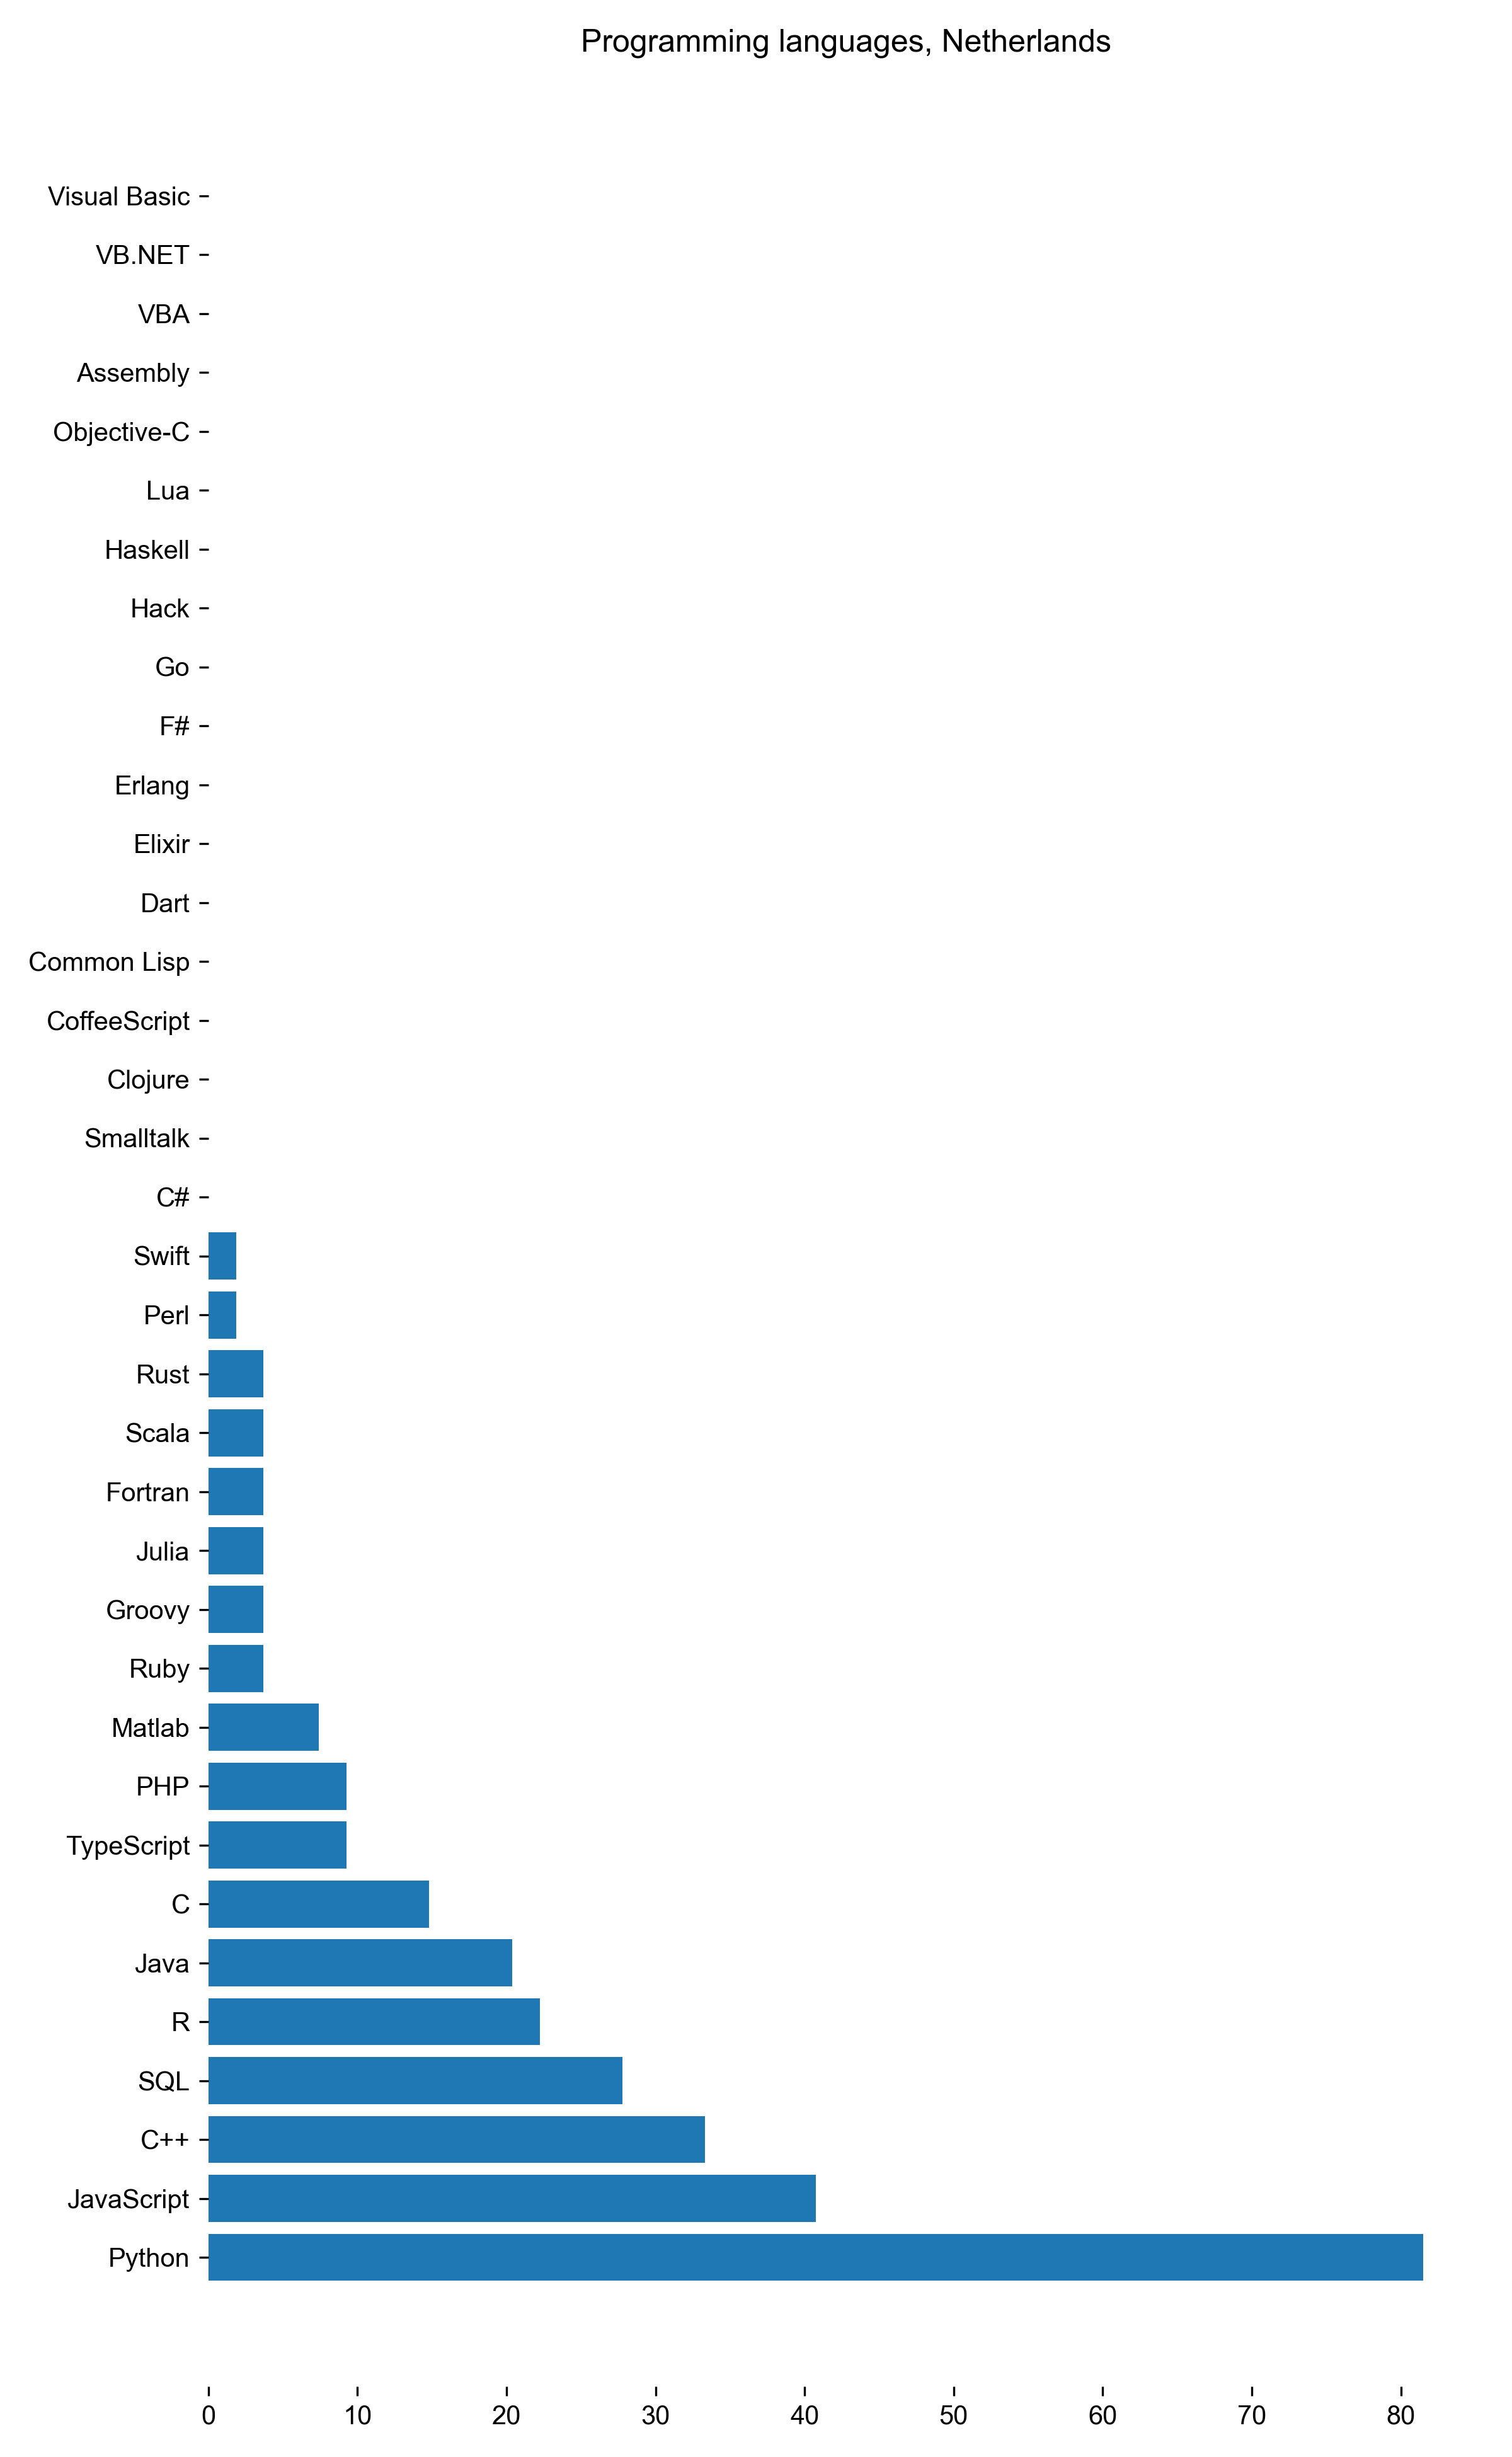 Programming languages, Netherlands
Visual Basic
VB.NET
VBA
Assembly
Objective-C
Lua
Haskell
Hack
Go
F#
Erlang
Elixir
Dart
Common Lisp
CoffeeScript
Clojure
Smalltalk
C#
Swift
Perl
Rust
Scala
Fortran
Julia
Groovy
Ruby
Matlab
PHP
TypeScript
C
Java
R
SQL
C++
JavaScript
Python
0 10 20 30 40 50 60 70 80